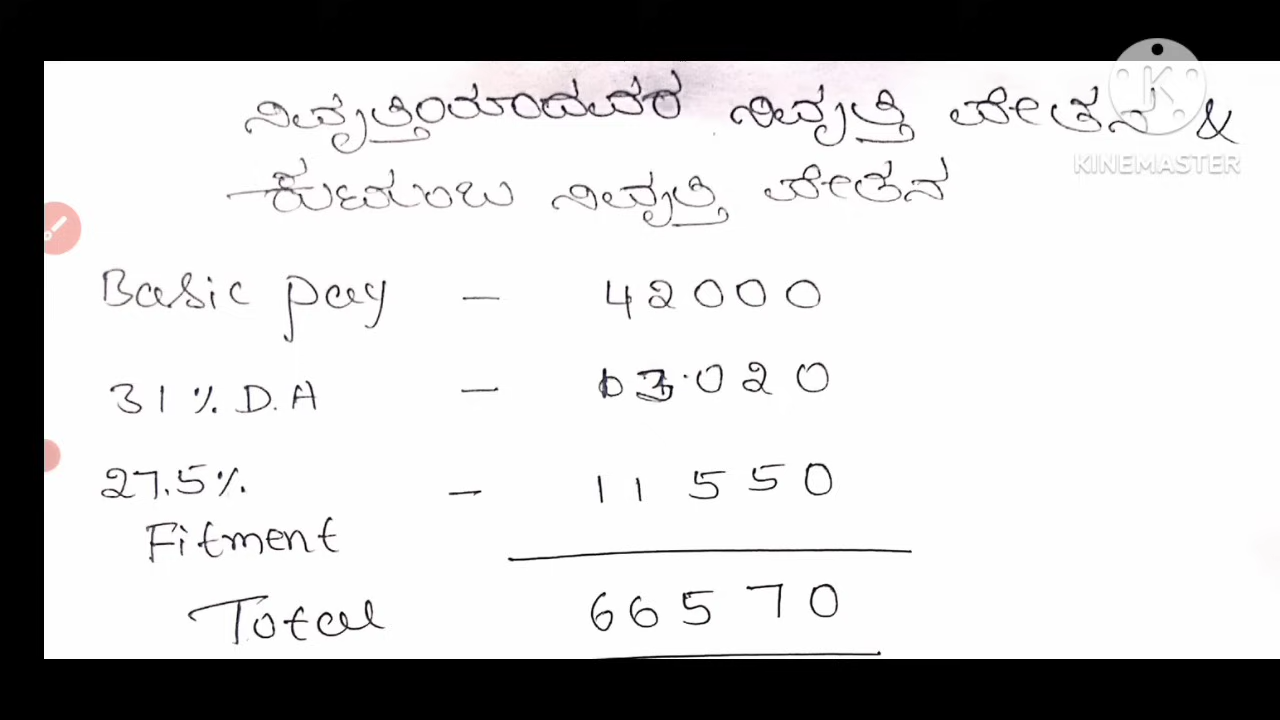 ನಿವೃತ್ತಿಯಾದವರ ನಿವೃತ್ತಿ ವೇತನ &
ಕುಟುಂಬ ನಿವೃತ್ತಿ ವೇತನ
KINEMASTER
Basic pay - 42000
31% D.A - 13020
27.5% - 11550
Fitment
Total 66570